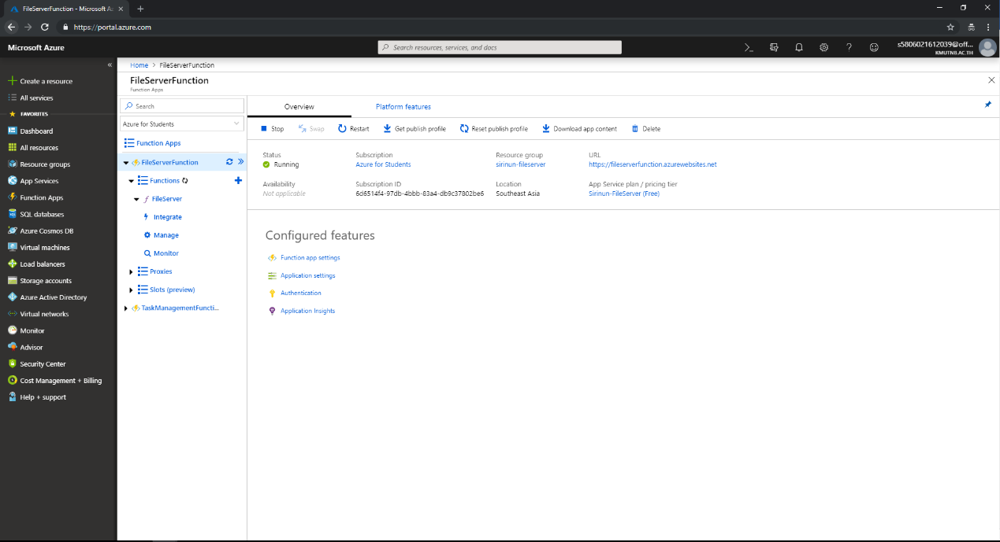 FileServerFunction - Microsoft Az
https://portal.azure.com
Microsoft Azure
Search resources, services, and docs
s5806021612039@off...
KMUTNB.AC.TH
Create a resource
All services
FAVORITES
Dashboard
All resources
Resource groups
App Services
Function Apps
SQL databases
Azure Cosmos DB
Virtual machines
Load balancers
Storage accounts
Azure Active Directory
Virtual networks
Monitor
Advisor
Security Center
Cost Management + Billing
Help + support
Home > FileServerFunction
FileServerFunction
Function Apps
Search
Azure for Students
Function Apps
FileServerFunction
Functions
FileServer
Integrate
Manage
Monitor
Proxies
Slots (preview)
TaskManagementFuncti...
Overview
Platform features
Stop
Swap
Restart
Get publish profile
Reset publish profile
Download app content
Delete
Status
Running
Subscription
Azure for Students
Resource group
sirinun-fileserver
URL
https://fileserverfunction.azurewebsites.net
Availability
Not applicable
Subscription ID
6d6514f4-97db-4bbb-83a4-db9c37802be6
Location
Southeast Asia
App Service plan / pricing tier
Sirinun-FileServer (Free)
Configured features
Function app settings
Application settings
Authentication
Application Insights